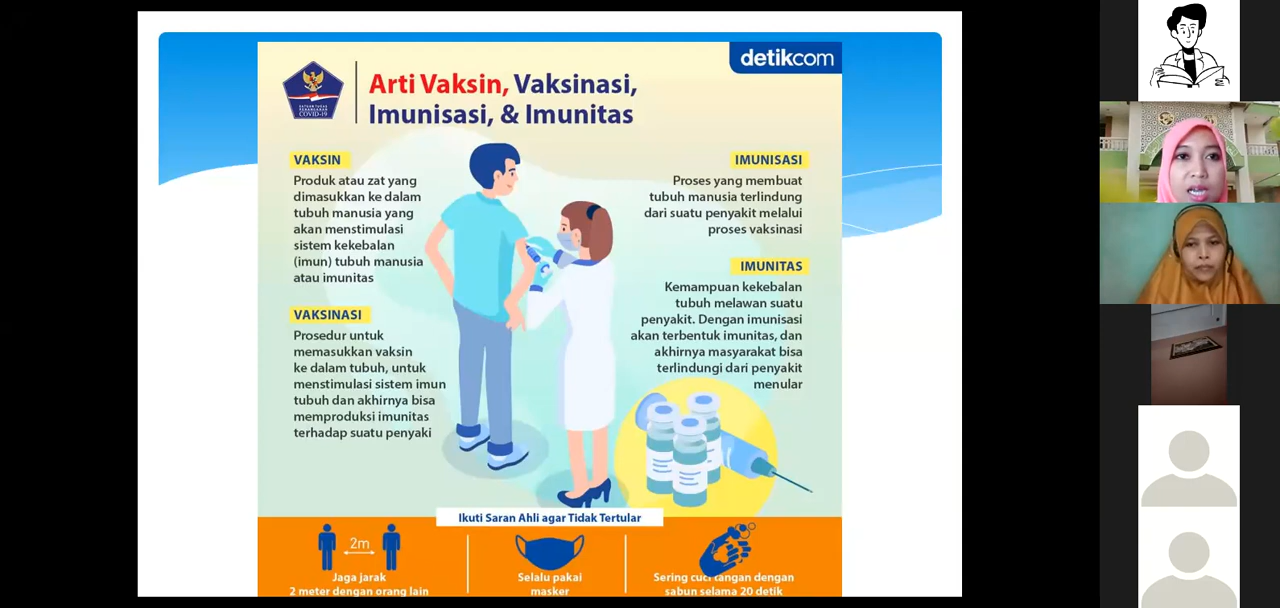 detikcom
SATUAN TUGAS
PENANGANAN
COVID-19
Arti Vaksin, Vaksinasi,
Imunisasi, & Imunitas
VAKSIN
Produk atau zat yang
dimasukkan ke dalam
tubuh manusia yang
akan menstimulasi
sistem kekebalan
(imun) tubuh manusia
atau imunitas
VAKSINASI
Prosedur untuk
memasukkan vaksin
ke dalam tubuh, untuk
menstimulasi sistem imun
tubuh dan akhirnya bisa
memproduksi imunitas
terhadap suatu penyaki
IMUNISASI
Proses yang membuat
tubuh manusia terlindung
dari suatu penyakit melalui
proses vaksinasi
IMUNITAS
Kemampuan kekebalan
tubuh melawan suatu
penyakit. Dengan imunisasi
akan terbentuk imunitas, dan
akhirnya masyarakat bisa
terlindungi dari penyakit
menular
Ikuti Saran Ahli agar Tidak Tertular
2m
Jaga jarak
2 meter dengan orang lain
Selalu pakai
masker
Sering cuci tangan dengan
sabun selama 20 detik